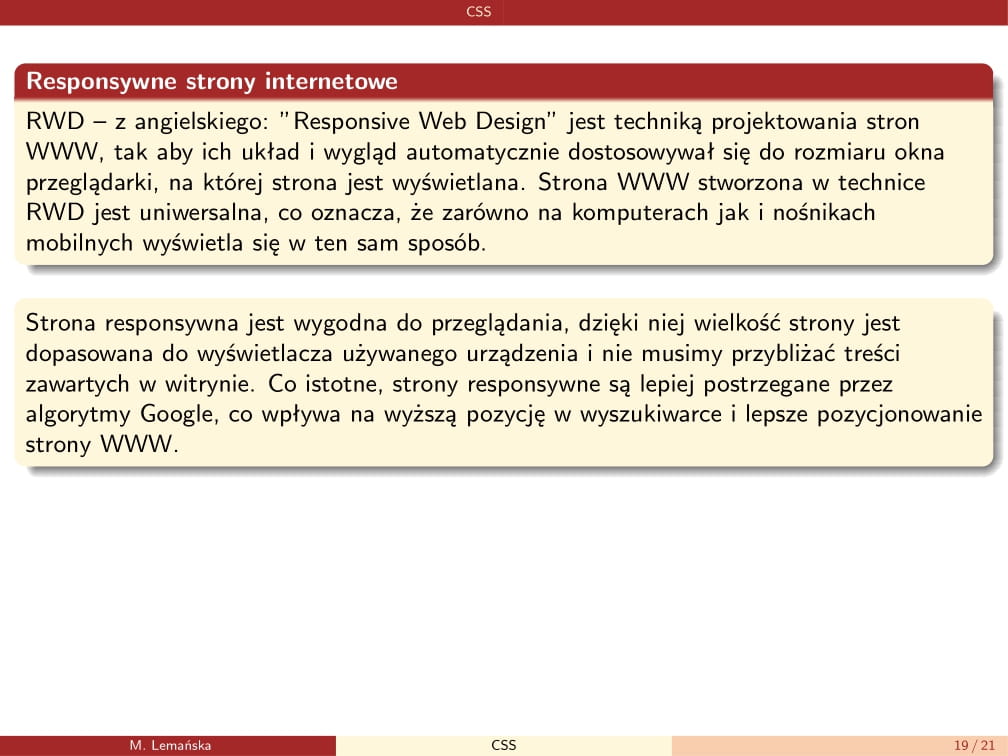 CSS
Responsywne strony internetowe
RWD – z angielskiego: ”Responsive Web Design” jest techniką projektowania stron
WWW, tak aby ich układ i wygląd automatycznie dostosowywał się do rozmiaru okna
przeglądarki, na której strona jest wyświetlana. Strona WWW stworzona w technice
RWD jest uniwersalna, co oznacza, że zarówno na komputerach jak i nośnikach
mobilnych wyświetla się w ten sam sposób.
Strona responsywna jest wygodna do przeglądania, dzięki niej wielkość strony jest
dopasowana do wyświetlacza używanego urządzenia i nie musimy przybliżać treści
zawartych w witrynie. Co istotne, strony responsywne są lepiej postrzegane przez
algorytmy Google, co wpływa na wyższą pozycję w wyszukiwarce i lepsze pozycjonowanie
strony WWW.
M. Lemańska CSS 19 / 21